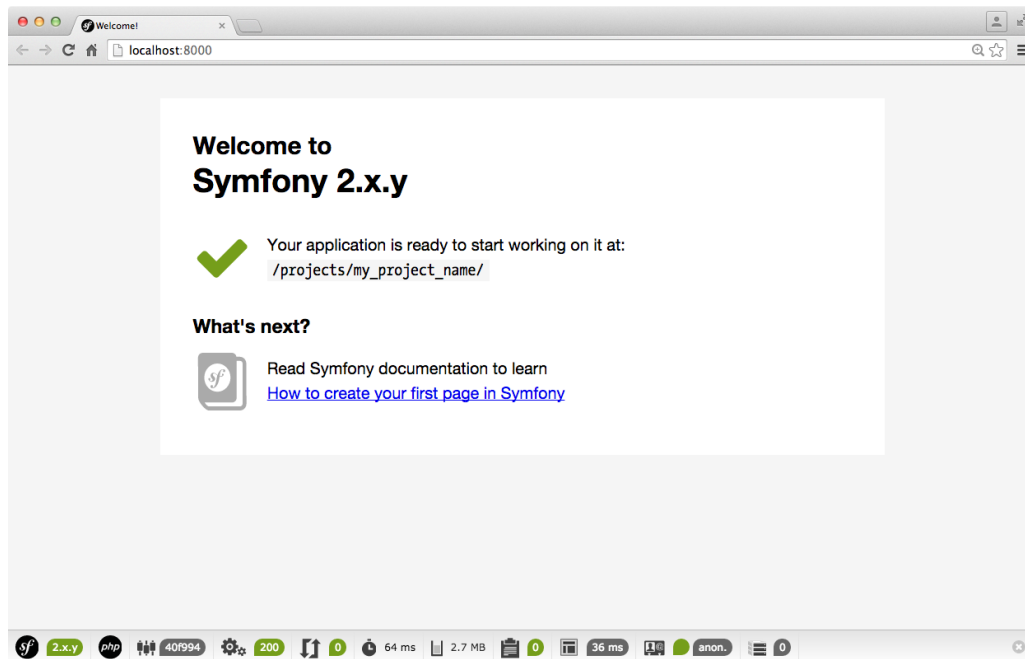 Welcome!
localhost:8000
Welcome to
Symfony 2.x.y
Your application is ready to start working on it at:
/projects/my_project_name/
What's next?
sf
Read Symfony documentation to learn
How to create your first page in Symfony
sf 2.x.y php 40f994 200 0 64 ms 2.7 MB 0 36 ms anon. 0